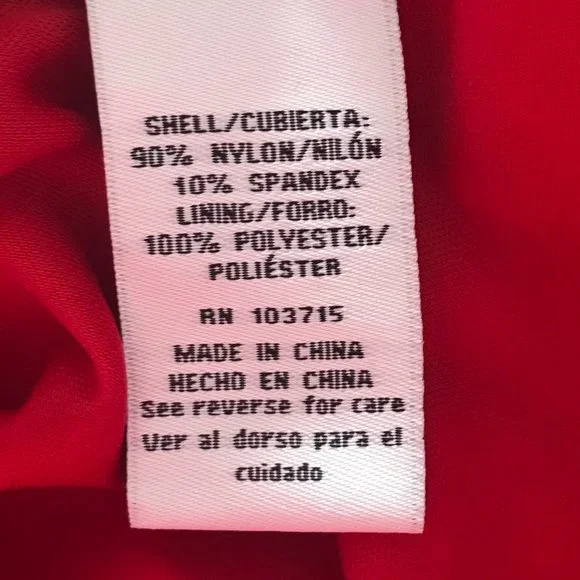 SHELL/CUBIERTA:
90% NYLON/NILÓN
10% SPANDEX
LINING/FORRO:
100% POLYESTER/
POLIÉSTER
RN 103715
MADE IN CHINA
HECHO EN CHINA
See reverse for care
Ver al dorso para el
cuidado